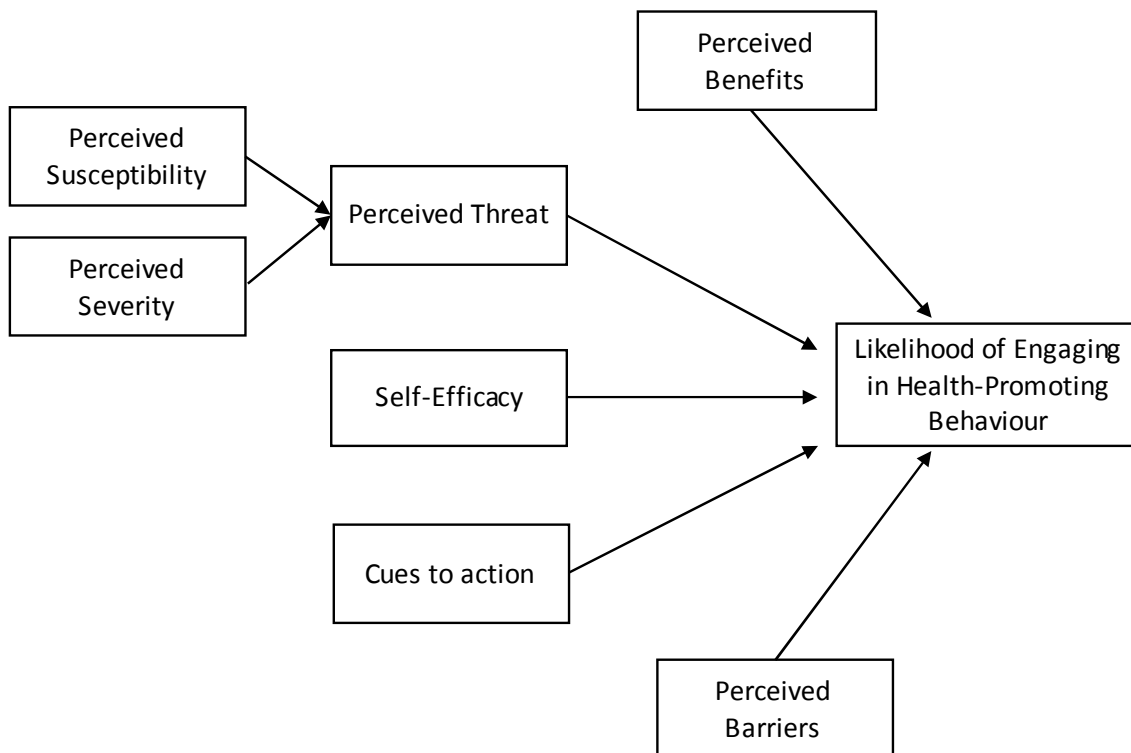 Perceived
Benefits
Perceived
Susceptibility
Perceived Threat
Perceived
Severity
Likelihood of Engaging
in Health-Promoting
Behaviour
Self-Efficacy
Cues to action
Perceived
Barriers